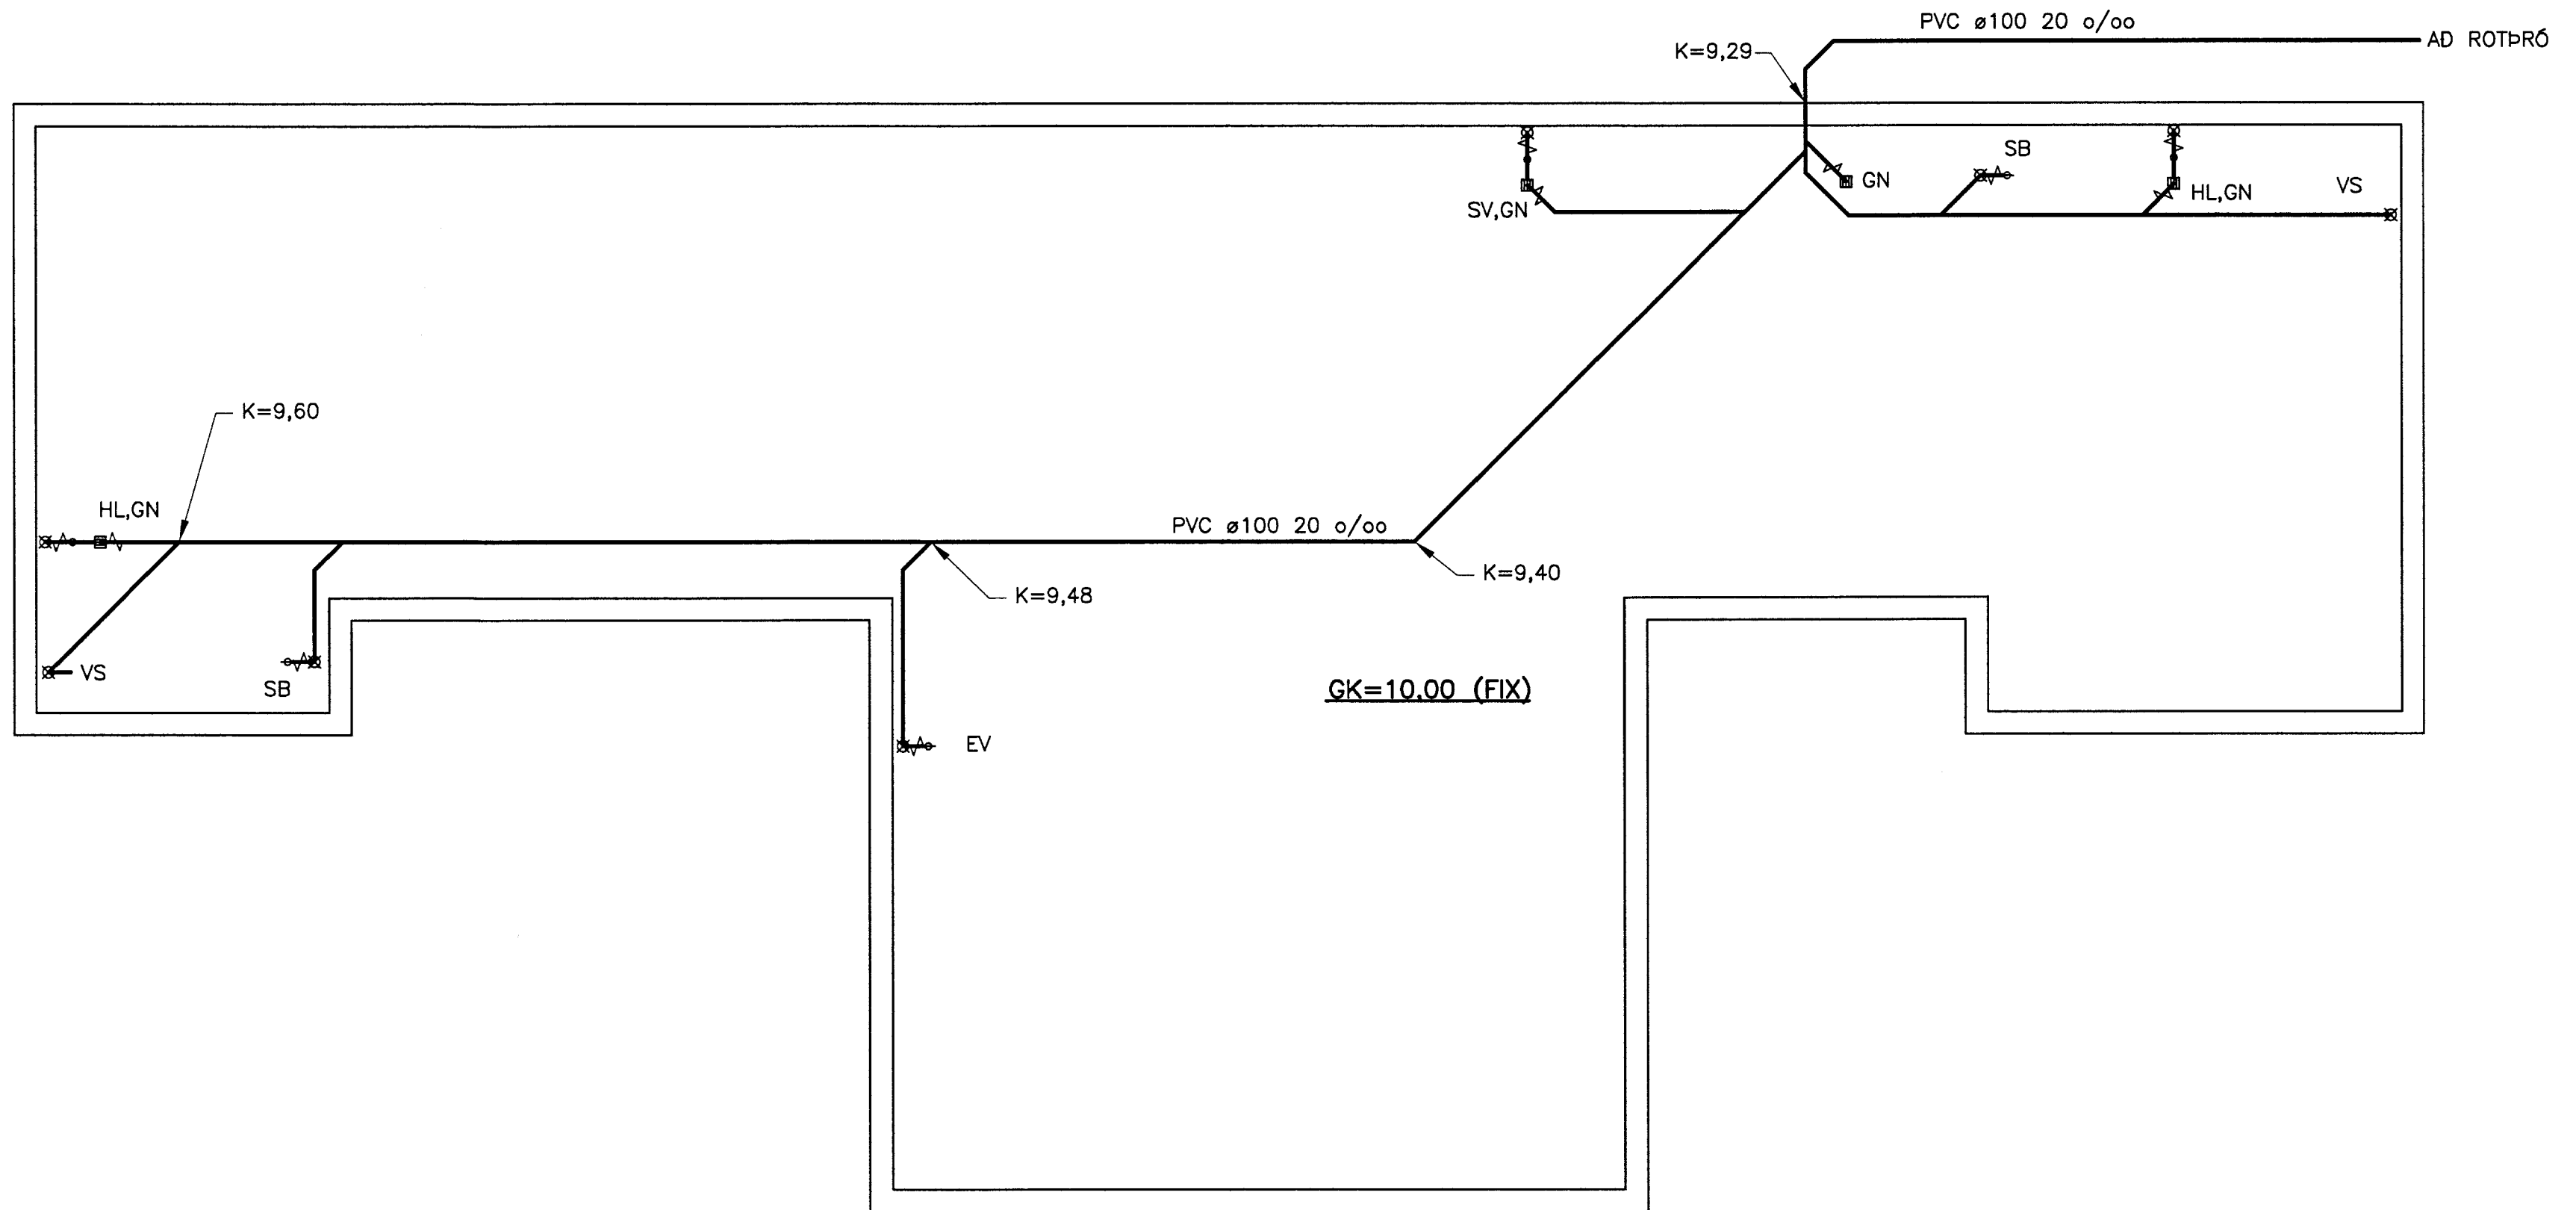 PVC ø100 20 o/oo
AÐ ROTÞRÓ
K=9,29
SB
GN
VS
HL,GN
SV,GN
K=9,60
HL,GN
PVC ø100 20 o/oo
K=9,40
K=9,48
VS
SB
GK=10,00 (FIX)
EV